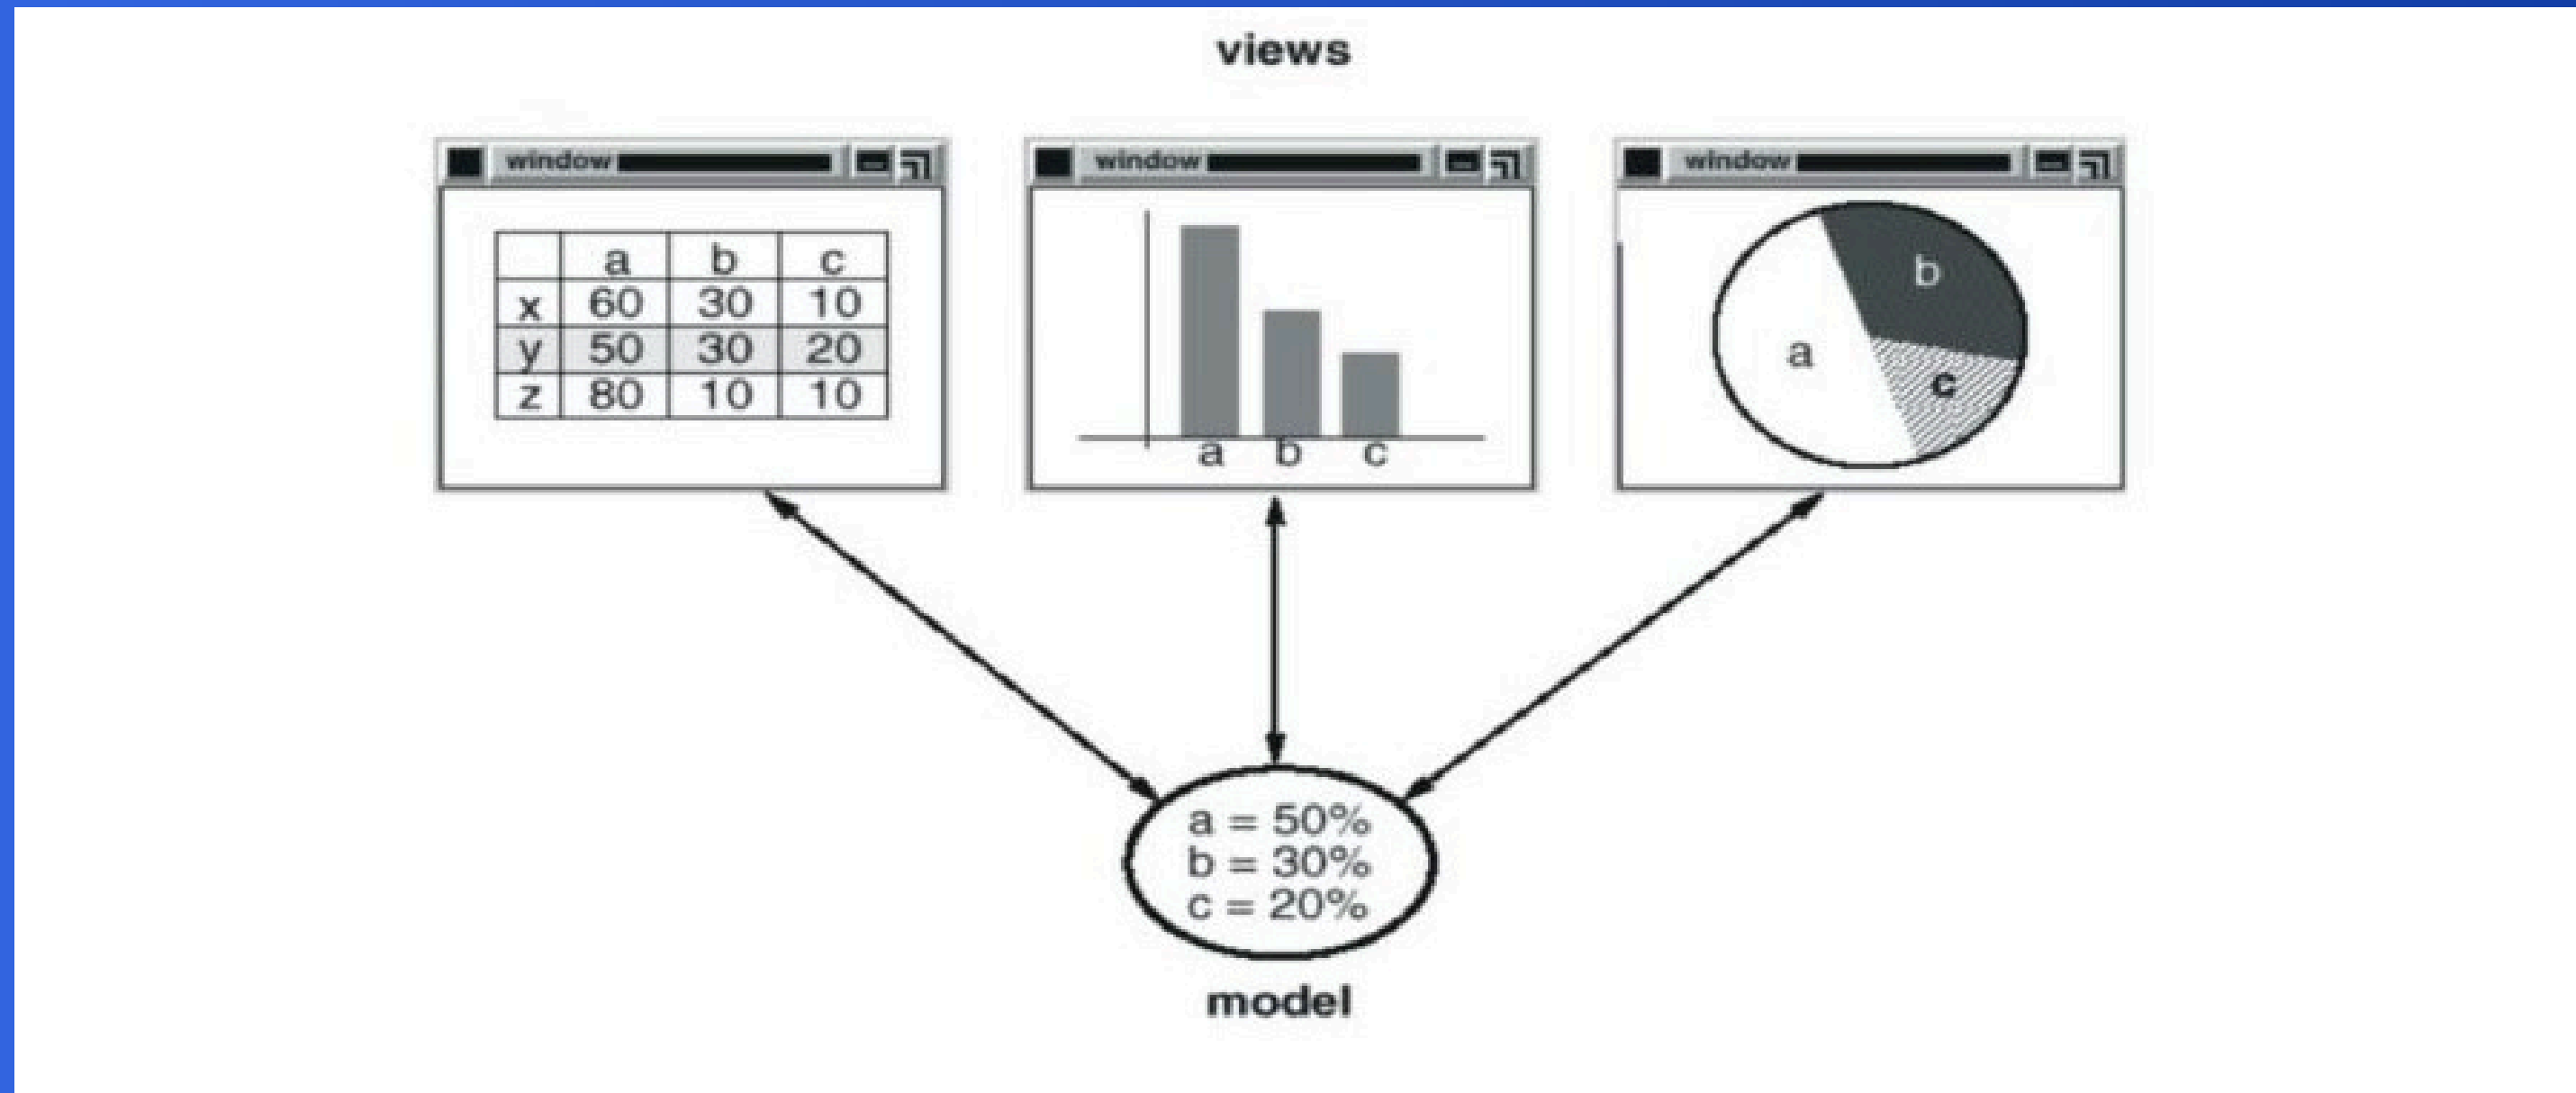 views
window
window
window
a b c
x 60 30 10
y 50 30 20
z 80 10 10
a b c
b
a
c
a = 50%
b = 30%
c = 20%
model